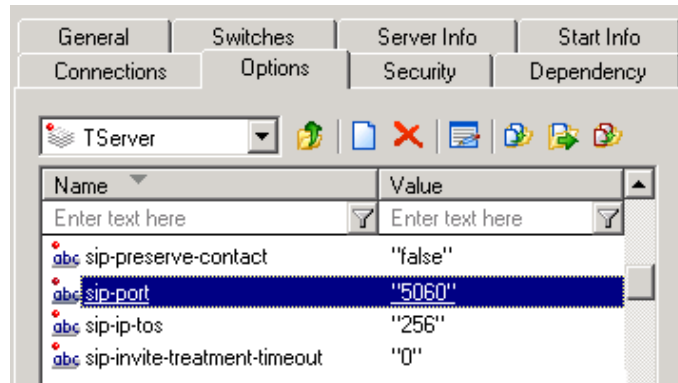 General Switches Server Info Start Info
Connections Options Security Dependency
TServer
Name Value
Enter text here Enter text here
abc sip-preserve-contact "false"
abc sip-port "5060"
abc sip-ip-tos "256"
abc sip-invite-treatment-timeout "0"